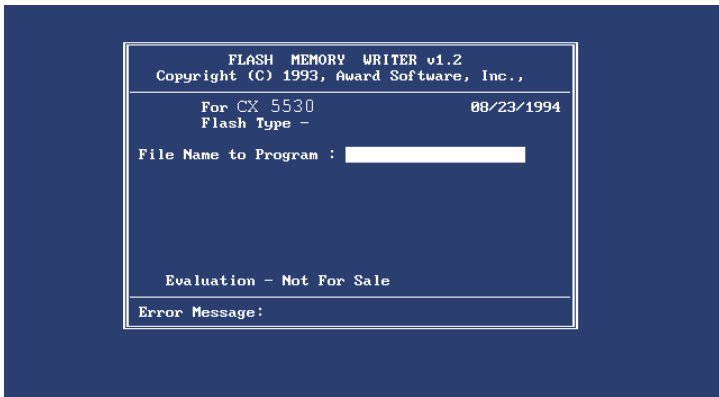 FLASH MEMORY WRITER v1.2
Copyright (C) 1993, Award Software, Inc.,
For CX 5530 08/23/1994
Flash Type -
File Name to Program :
Evaluation - Not For Sale
Error Message: